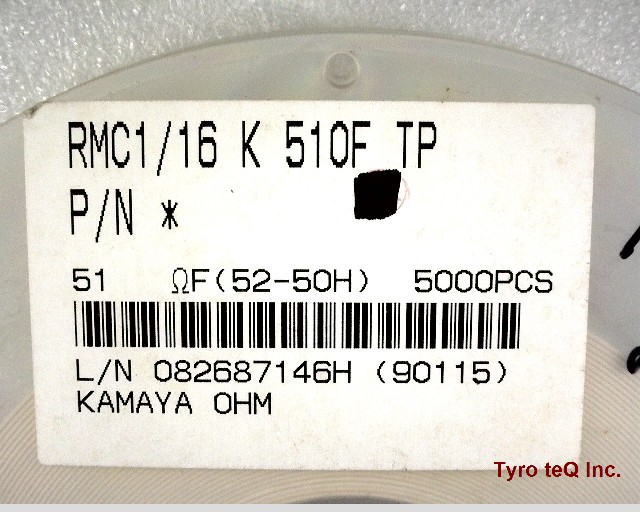 RMC1/16 K 510F TP
P/N *
51 ΩF(52-50H) 5000PCS
L/N 082687146H (90115)
KAMAYA OHM
Tyro teQ Inc.